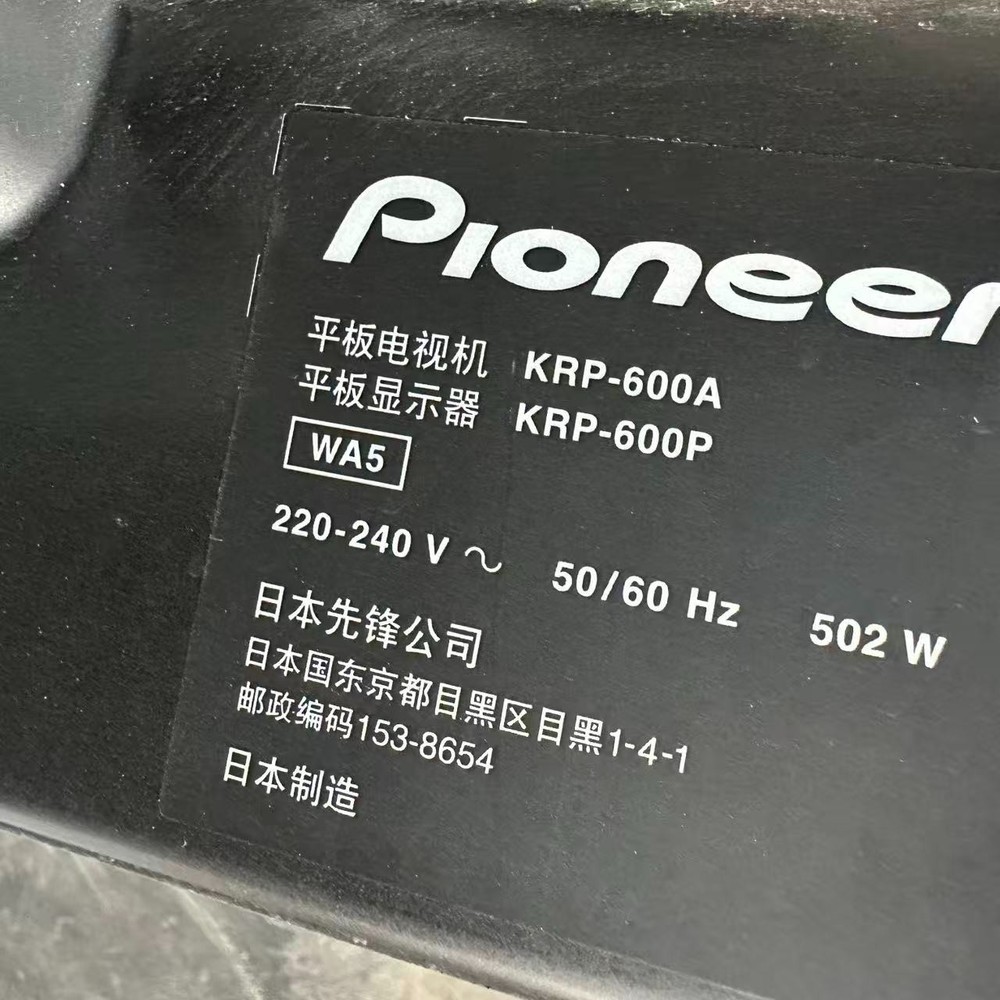 Pioneer
平板电视机 KRP-600A
平板显示器 KRP-600P
WA5
220-240 V ~ 50/60 Hz 502 W
日本先锋公司
日本国东京都目黑区目黑1-4-1
邮政编码153-8654
日本制造